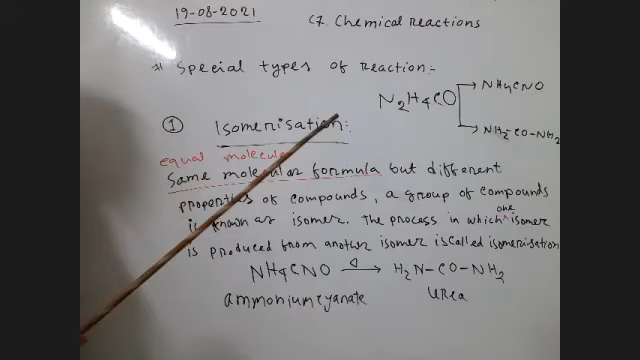 19-08-2021
C7. Chemical Reactions
* Special types of Reaction:-
N2H4CO → NH4CNO
→ NH2-CO-NH2
① Isomerisation:
equal molecular
Same molecular formula but different
properties of compounds, a group of compounds
is known as isomer. The process in which one isomer
is produced from another isomer is called isomerisation
NH4CNO △→ H2N-CO-NH2
ammoniumcyanate urea